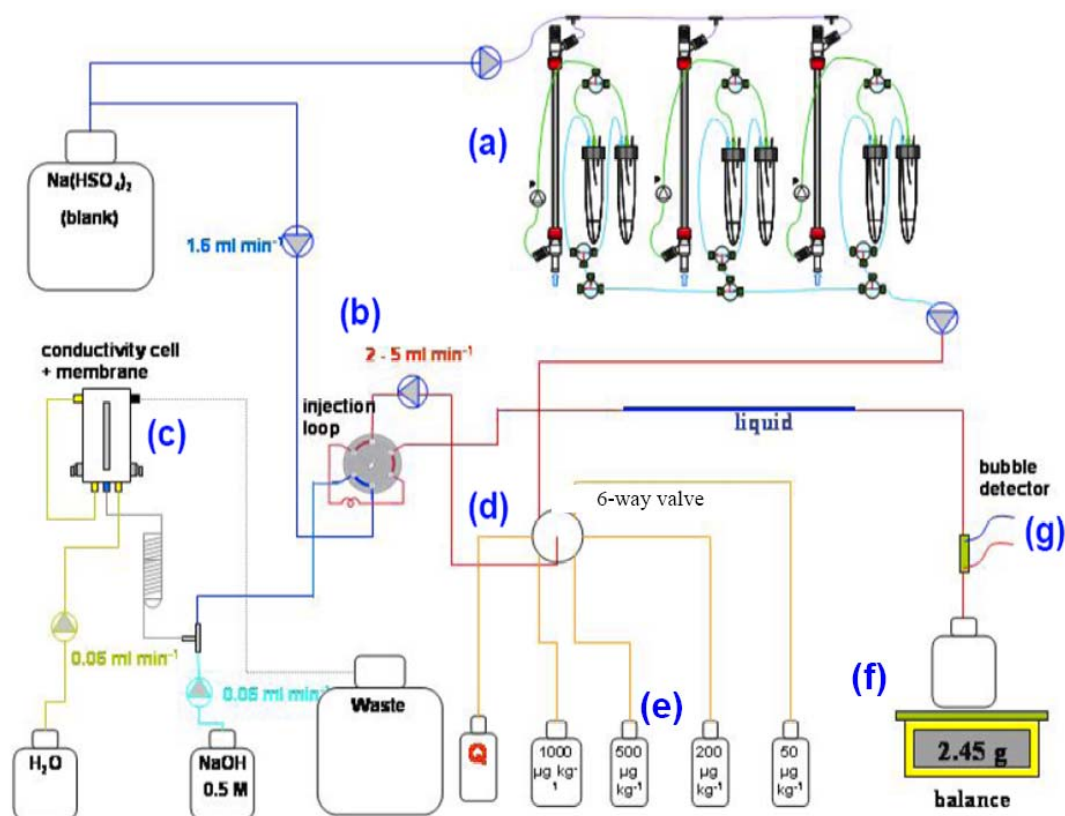 (a)
Na(HSO₄)₂
(blank)
1.6 ml min⁻¹
(b)
2 - 5 ml min⁻¹
conductivity cell
+ membrane
(c)
injection
loop
liquid
bubble
detector
(g)
(d)
6-way valve
0.06 ml min⁻¹
0.06 ml min⁻¹
(f)
(e)
Waste
Q
1000
µg kg⁻
1
500
µg
kg⁻¹
200
µg
kg⁻¹
50
µg
kg⁻¹
H₂O
NaOH
0.5 M
2.45 g
balance